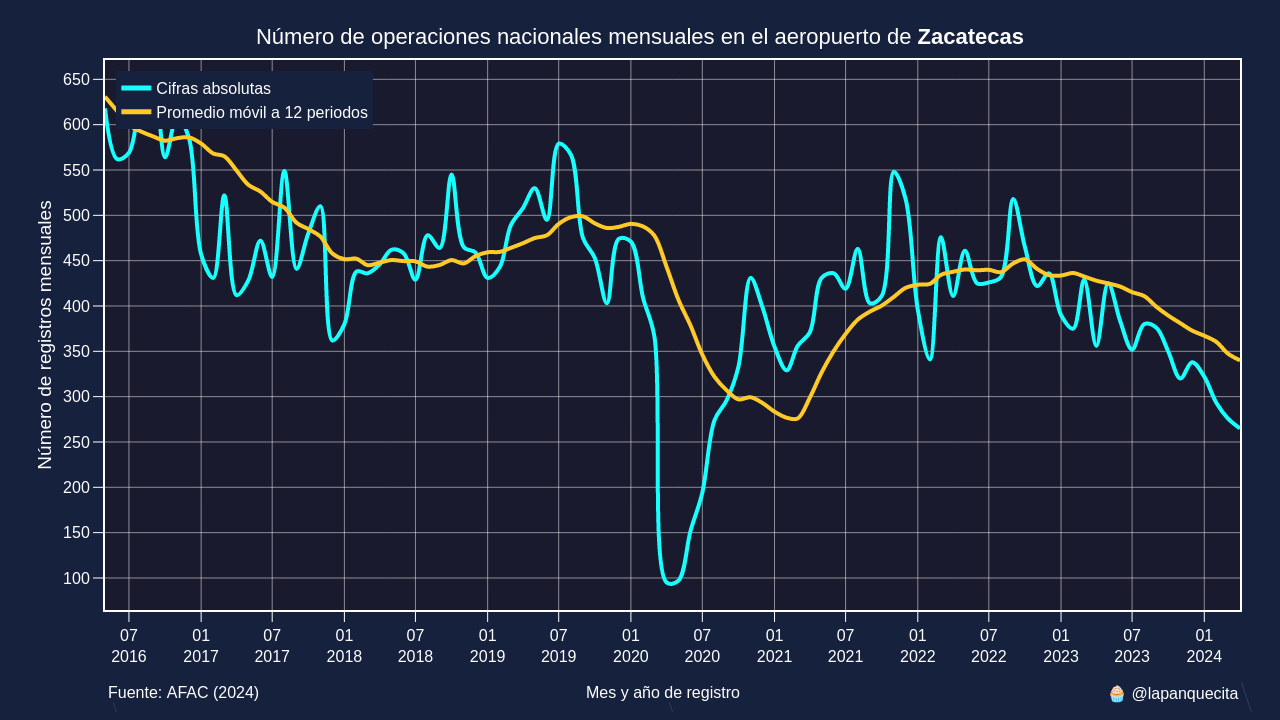 Número de operaciones nacionales mensuales en el aeropuerto de Zacatecas
Cifras absolutas
Promedio móvil a 12 periodos
Número de registros mensuales
650
600
550
500
450
400
350
300
250
200
150
100
07 01 07 01 07 01 07 01 07 01 07 01 07 01 07 01
2016 2017 2017 2018 2018 2019 2019 2020 2020 2021 2021 2022 2022 2023 2023 2024
Fuente: AFAC (2024)
Mes y año de registro
🧁 @lapanquecita